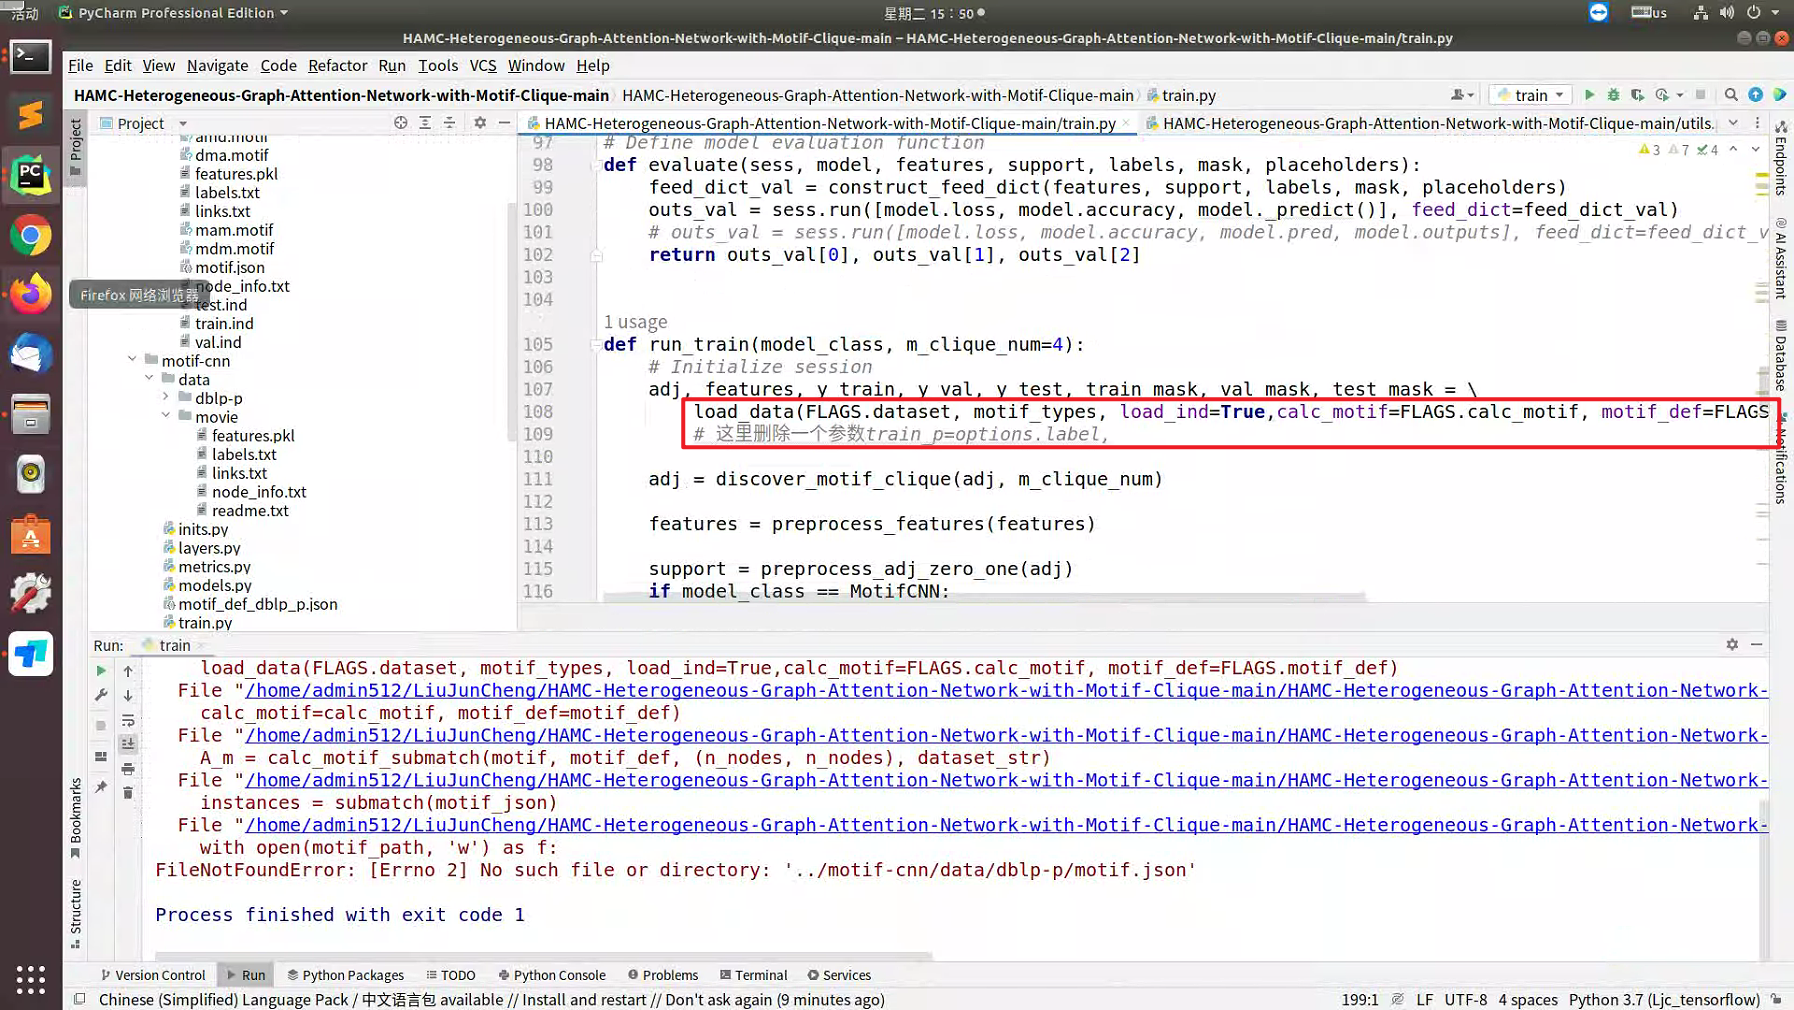 活动
PyCharm Professional Edition
星期二 15：50
us
HAMC-Heterogeneous-Graph-Attention-Network-with-Motif-Clique-main – HAMC-Heterogeneous-Graph-Attention-Network-with-Motif-Clique-main/train.py
File Edit View Navigate Code Refactor Run Tools VCS Window Help
HAMC-Heterogeneous-Graph-Attention-Network-with-Motif-Clique-main HAMC-Heterogeneous-Graph-Attention-Network-with-Motif-Clique-main train.py
train
Project
Project
HAMC-Heterogeneous-Graph-Attention-Network-with-Motif-Clique-main/train.py
HAMC-Heterogeneous-Graph-Attention-Network-with-Motif-Clique-main/utils.
amd.motif
dma.motif
features.pkl
labels.txt
links.txt
mam.motif
mdm.motif
motif.json
node_info.txt
test.ind
train.ind
val.ind
motif-cnn
data
dblp-p
movie
features.pkl
labels.txt
links.txt
node_info.txt
readme.txt
inits.py
layers.py
metrics.py
models.py
motif_def_dblp_p.json
train.py
Firefox 网络浏览器
3 7 4
97 # Define model evaluation function
98 def evaluate(sess, model, features, support, labels, mask, placeholders):
99 feed_dict_val = construct_feed_dict(features, support, labels, mask, placeholders)
100 outs_val = sess.run([model.loss, model.accuracy, model._predict()], feed_dict=feed_dict_val)
101 # outs_val = sess.run([model.loss, model.accuracy, model.pred, model.outputs], feed_dict=feed_dict_v
102 return outs_val[0], outs_val[1], outs_val[2]
103
104
1 usage
105 def run_train(model_class, m_clique_num=4):
106 # Initialize session
107 adj, features, y_train, y_val, y_test, train_mask, val_mask, test_mask = \
108 load_data(FLAGS.dataset, motif_types, load_ind=True,calc_motif=FLAGS.calc_motif, motif_def=FLAGS
109 # 这里删除一个参数train_p=options.label,
110
111 adj = discover_motif_clique(adj, m_clique_num)
112
113 features = preprocess_features(features)
114
115 support = preprocess_adj_zero_one(adj)
116 if model_class == MotifCNN:
Endpoints
AI Assistant
Database
Notifications
Run: train
load_data(FLAGS.dataset, motif_types, load_ind=True,calc_motif=FLAGS.calc_motif, motif_def=FLAGS.motif_def)
File "/home/admin512/LiuJunCheng/HAMC-Heterogeneous-Graph-Attention-Network-with-Motif-Clique-main/HAMC-Heterogeneous-Graph-Attention-Network-
calc_motif=calc_motif, motif_def=motif_def)
File "/home/admin512/LiuJunCheng/HAMC-Heterogeneous-Graph-Attention-Network-with-Motif-Clique-main/HAMC-Heterogeneous-Graph-Attention-Network-
A_m = calc_motif_submatch(motif, motif_def, (n_nodes, n_nodes), dataset_str)
File "/home/admin512/LiuJunCheng/HAMC-Heterogeneous-Graph-Attention-Network-with-Motif-Clique-main/HAMC-Heterogeneous-Graph-Attention-Network-
instances = submatch(motif_json)
File "/home/admin512/LiuJunCheng/HAMC-Heterogeneous-Graph-Attention-Network-with-Motif-Clique-main/HAMC-Heterogeneous-Graph-Attention-Network-
with open(motif_path, 'w') as f:
FileNotFoundError: [Errno 2] No such file or directory: '../motif-cnn/data/dblp-p/motif.json'
Process finished with exit code 1
Bookmarks
Structure
Version Control Run Python Packages TODO Python Console Problems Terminal Services
Chinese (Simplified) Language Pack / 中文语言包 available // Install and restart // Don't ask again (9 minutes ago)
199:1 LF UTF-8 4 spaces Python 3.7 (Ljc_tensorflow)